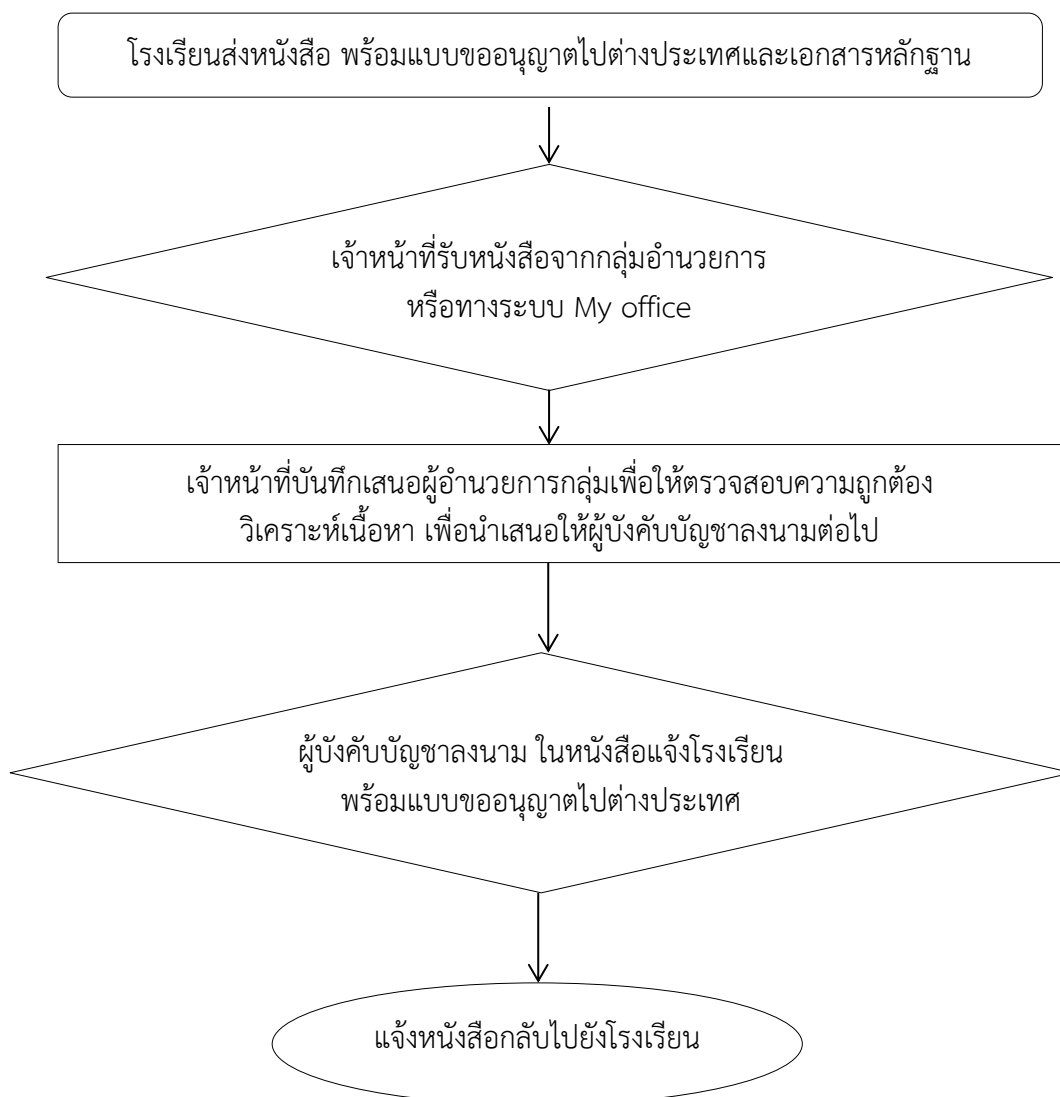 โรงเรียนส่งหนังสือ พร้อมแบบขออนุญาตไปต่างประเทศและเอกสารหลักฐาน
เจ้าหน้าที่รับหนังสือจากกลุ่มอำนวยการ
หรือทางระบบ My office
เจ้าหน้าที่บันทึกเสนอผู้อำนวยการกลุ่มเพื่อให้ตรวจสอบความถูกต้อง
วิเคราะห์เนื้อหา เพื่อนำเสนอให้ผู้บังคับบัญชาลงนามต่อไป
ผู้บังคับบัญชาลงนาม ในหนังสือแจ้งโรงเรียน
พร้อมแบบขออนุญาตไปต่างประเทศ
แจ้งหนังสือกลับไปยังโรงเรียน